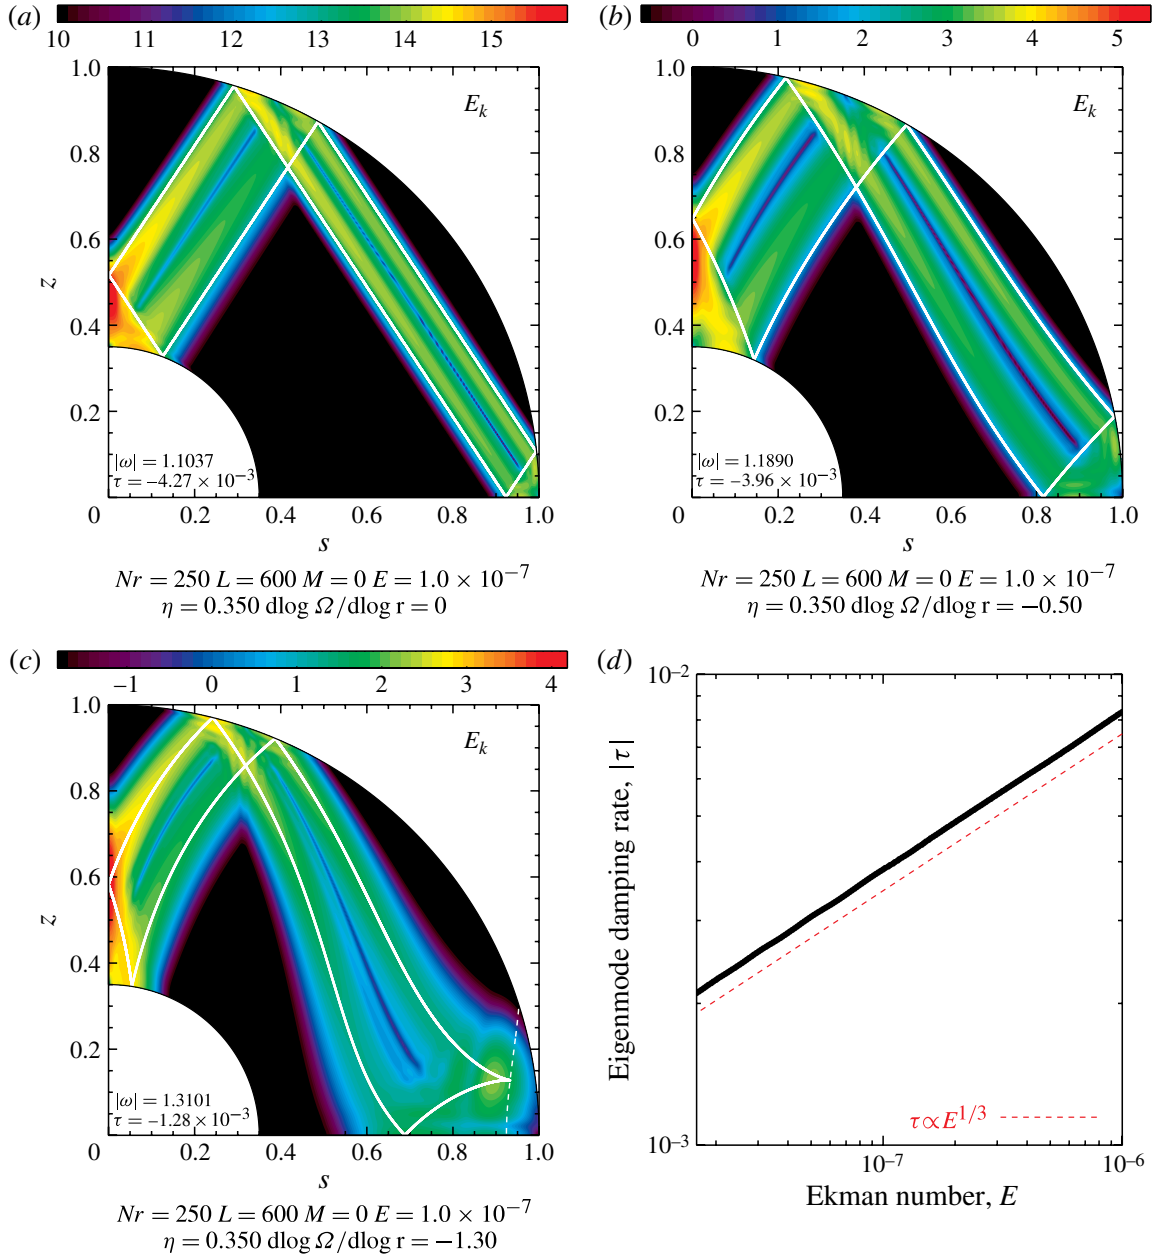 (a)
10 11 12 13 14 15
(b)
0 1 2 3 4 5
1.0
0.8
0.6
0.4
0.2
0
z
E_k
|ω| = 1.1037
τ = −4.27 × 10⁻³
0.2 0.4 0.6 0.8 1.0
s
Nr = 250 L = 600 M = 0 E = 1.0 × 10⁻⁷
η = 0.350 dlog Ω/dlog r = 0
1.0
0.8
0.6
0.4
0.2
0
E_k
|ω| = 1.1890
τ = −3.96 × 10⁻³
0.2 0.4 0.6 0.8 1.0
s
Nr = 250 L = 600 M = 0 E = 1.0 × 10⁻⁷
η = 0.350 dlog Ω/dlog r = −0.50
(c)
−1 0 1 2 3 4
1.0
0.8
0.6
0.4
0.2
0
z
E_k
|ω| = 1.3101
τ = −1.28 × 10⁻³
0.2 0.4 0.6 0.8 1.0
s
Nr = 250 L = 600 M = 0 E = 1.0 × 10⁻⁷
η = 0.350 dlog Ω/dlog r = −1.30
(d)
10⁻²
10⁻³
Eigenmode damping rate, |τ|
τ∝E^{1/3}
10⁻⁷ 10⁻⁶
Ekman number, E